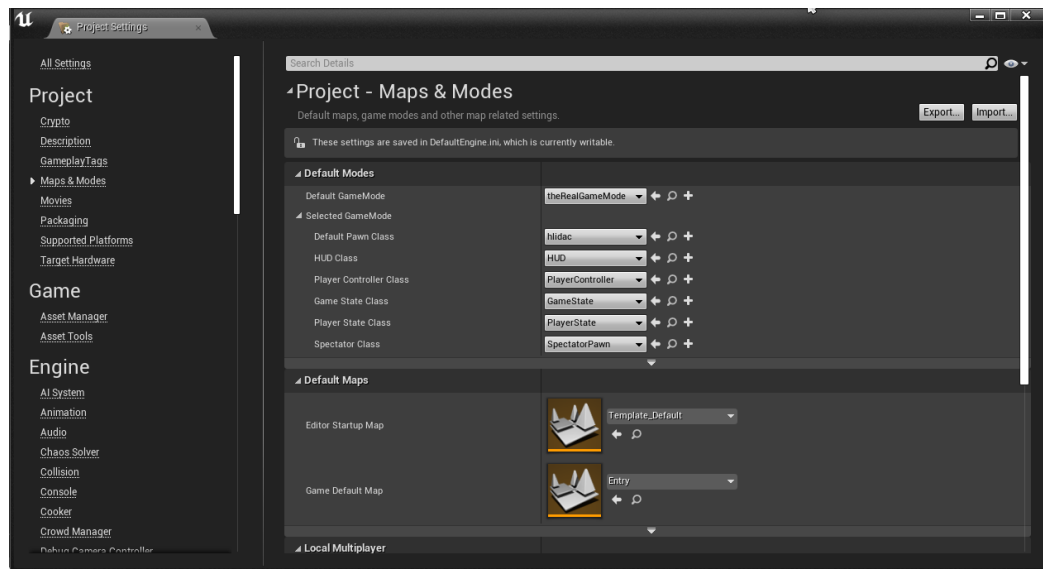 Project Settings
All Settings
Project
Crypto
Description
GameplayTags
Maps & Modes
Movies
Packaging
Supported Platforms
Target Hardware
Game
Asset Manager
Asset Tools
Engine
AI System
Animation
Audio
Chaos Solver
Collision
Console
Cooker
Crowd Manager
Debug Camera Controller
Search Details
Project - Maps & Modes
Default maps, game modes and other map related settings.
Export... Import...
These settings are saved in DefaultEngine.ini, which is currently writable.
Default Modes
Default GameMode theRealGameMode
Selected GameMode
Default Pawn Class hlidac
HUD Class HUD
Player Controller Class PlayerController
Game State Class GameState
Player State Class PlayerState
Spectator Class SpectatorPawn
Default Maps
Editor Startup Map Template_Default
Game Default Map Entry
Local Multiplayer